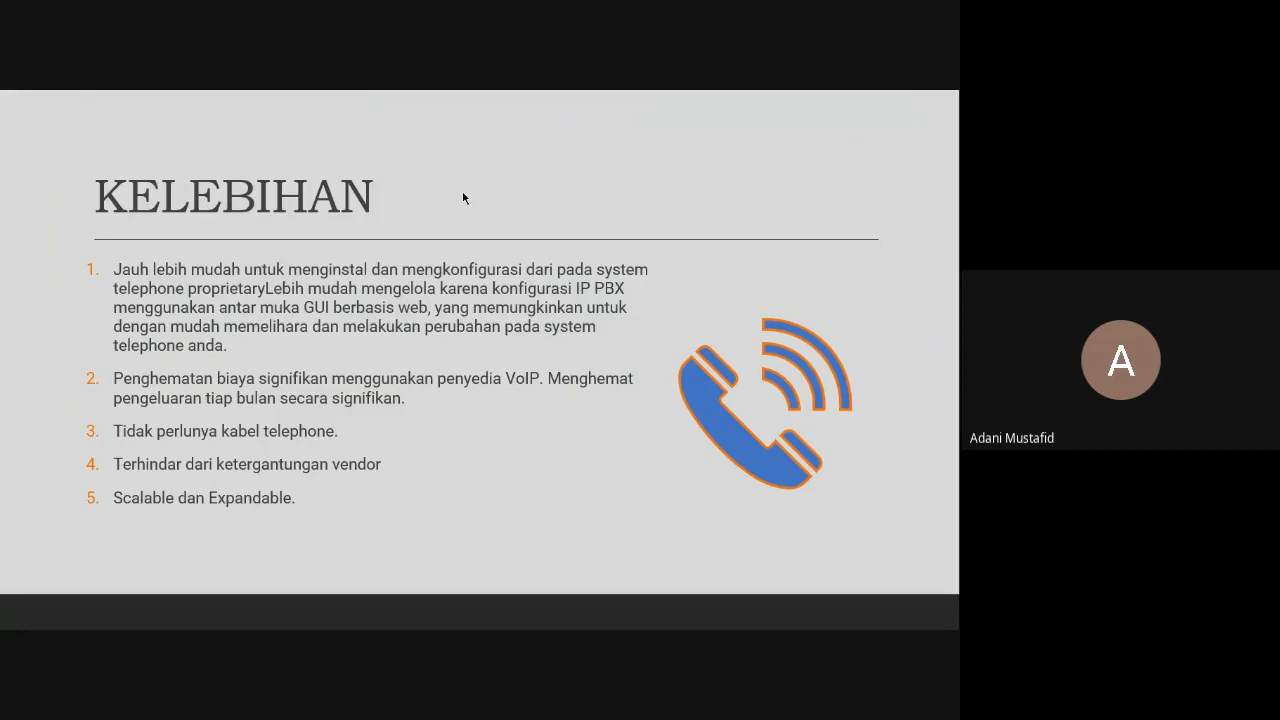 KELEBIHAN
1. Jauh lebih mudah untuk menginstal dan mengkonfigurasi dari pada system
telephone proprietaryLebih mudah mengelola karena konfigurasi IP PBX
menggunakan antar muka GUI berbasis web, yang memungkinkan untuk
dengan mudah memelihara dan melakukan perubahan pada system
telephone anda.
2. Penghematan biaya signifikan menggunakan penyedia VoIP. Menghemat
pengeluaran tiap bulan secara signifikan.
3. Tidak perlunya kabel telephone.
4. Terhindar dari ketergantungan vendor
5. Scalable dan Expandable.
A
Adani Mustafid